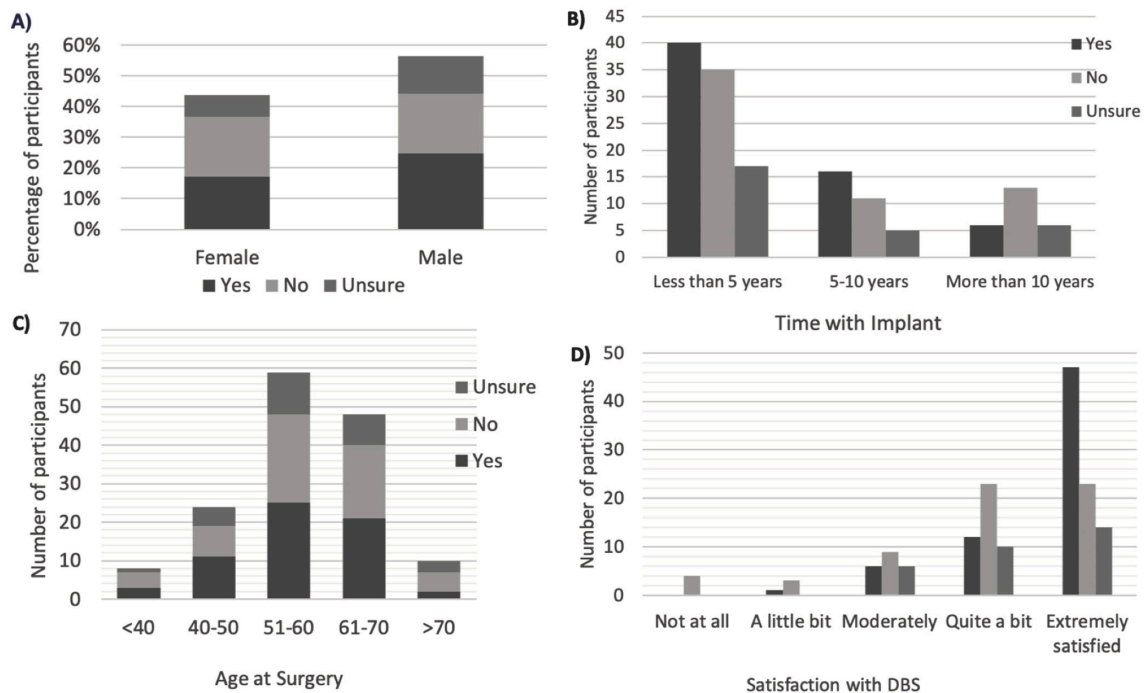 A)
Percentage of participants
60%
50%
40%
30%
20%
10%
0%
Female Male
Yes No Unsure
B)
Number of participants
45
40
35
30
25
20
15
10
5
0
Yes
No
Unsure
Less than 5 years 5-10 years More than 10 years
Time with Implant
C)
Number of participants
70
60
50
40
30
20
10
0
Unsure
No
Yes
<40 40-50 51-60 61-70 >70
Age at Surgery
D)
Number of participants
50
40
30
20
10
0
Not at all A little bit Moderately Quite a bit Extremely
satisfied
Satisfaction with DBS